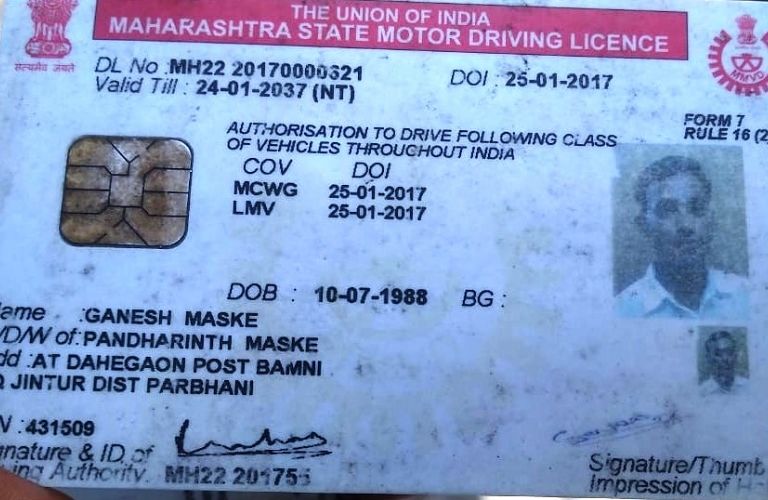 THE UNION OF INDIA
MAHARASHTRA STATE MOTOR DRIVING LICENCE
सत्यमेव जयते
MMVD
DL No :MH22 20170000321
DOI : 25-01-2017
Valid Till : 24-01-2037 (NT)
FORM 7
RULE 16 (2
AUTHORISATION TO DRIVE FOLLOWING CLASS
OF VEHICLES THROUGHOUT INDIA
COV DOI
MCWG 25-01-2017
LMV 25-01-2017
DOB : 10-07-1988 BG :
ame :GANESH MASKE
/D/W of :PANDHARINTH MASKE
dd :AT DAHEGAON POST BAMNI
Q JINTUR DIST PARBHANI
N :431509
nature & ID of
ing Authority. MH22 201755
Signature/Thumb
Impression of